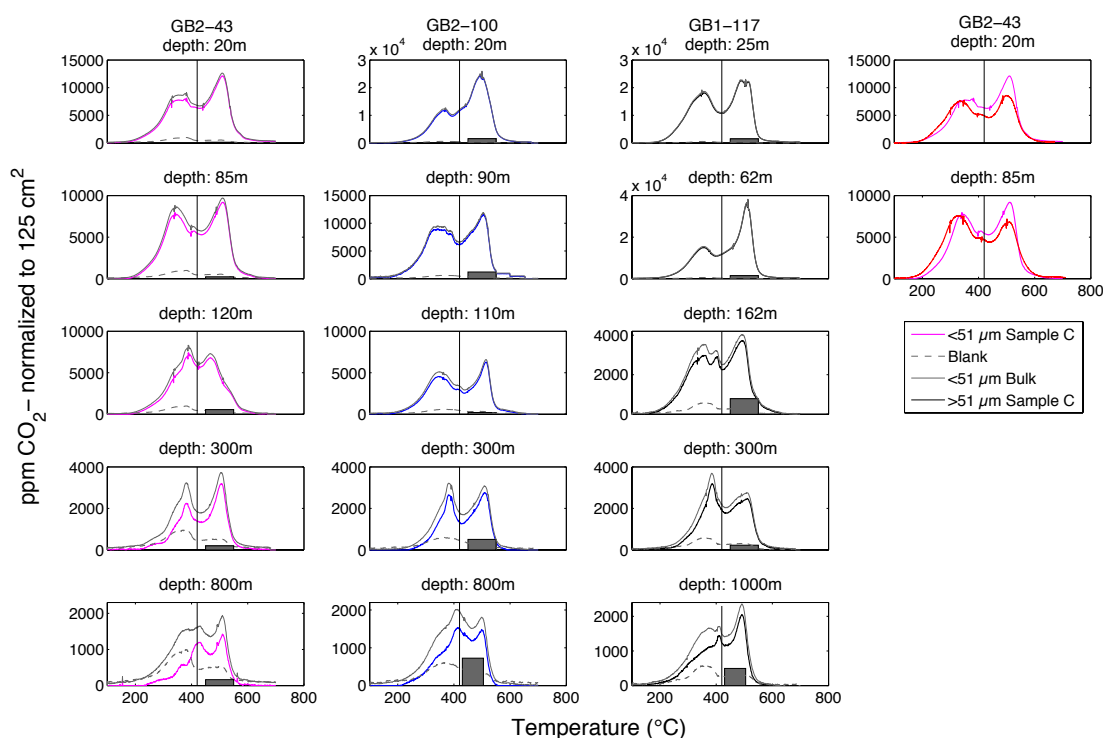 GB2−43
depth: 20m
GB2−100
depth: 20m
GB1−117
depth: 25m
GB2−43
depth: 20m
15000
10000
5000
0
x 10⁴
3
2
1
0
x 10⁴
3
2
1
0
15000
10000
5000
0
depth: 85m
depth: 90m
depth: 62m
depth: 85m
10000
5000
0
15000
10000
5000
0
x 10⁴
4
2
0
10000
5000
0
200 400 600 800
depth: 120m
depth: 110m
depth: 162m
10000
5000
0
10000
5000
0
4000
2000
0
<51 µm Sample C
Blank
<51 µm Bulk
>51 µm Sample C
depth: 300m
depth: 300m
depth: 300m
4000
2000
0
4000
2000
0
4000
2000
0
depth: 800m
depth: 800m
depth: 1000m
2000
1000
0
2000
1000
0
2000
1000
0
200 400 600 800
200 400 600 800
200 400 600 800
ppm CO₂− normalized to 125 cm²
Temperature (°C)